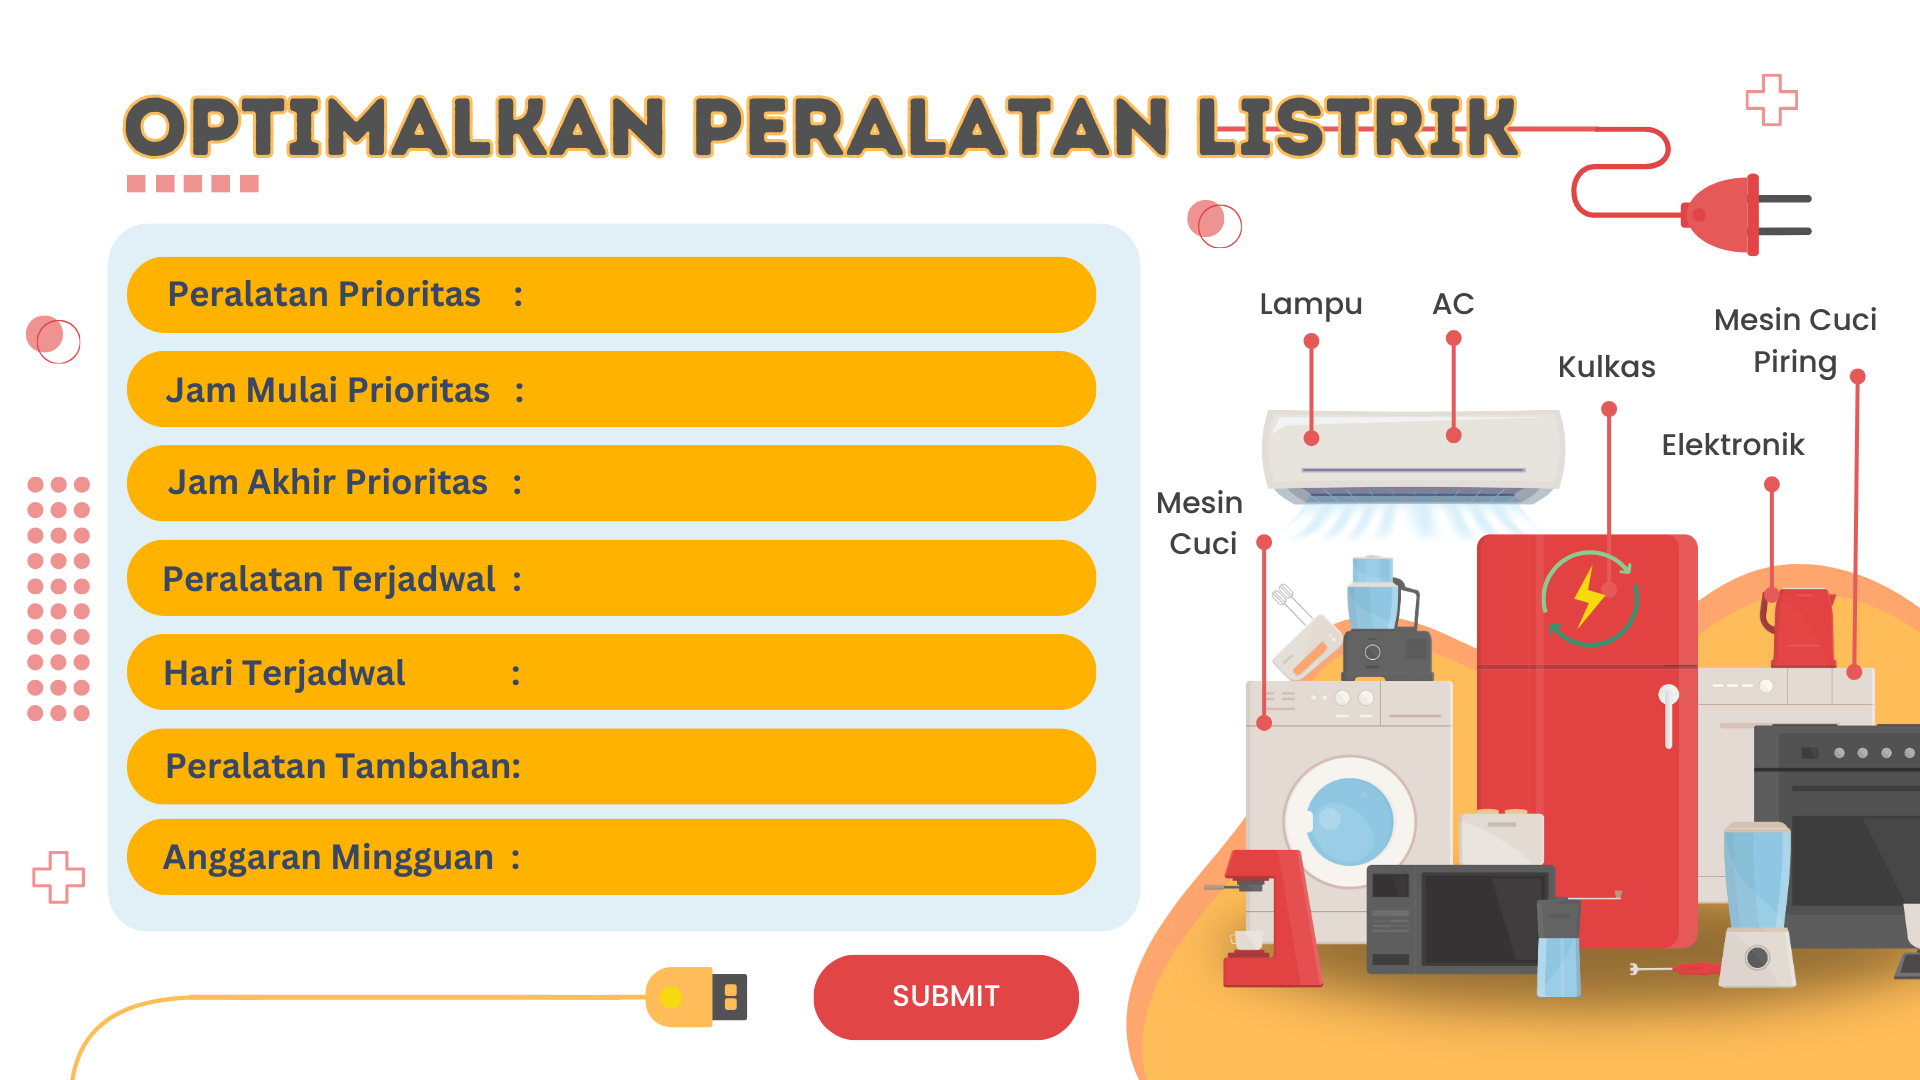 OPTIMALKAN PERALATAN LISTRIK
Peralatan Prioritas :
Jam Mulai Prioritas :
Jam Akhir Prioritas :
Peralatan Terjadwal :
Hari Terjadwal :
Peralatan Tambahan:
Anggaran Mingguan :
SUBMIT
Lampu
AC
Mesin Cuci
Piring
Kulkas
Elektronik
Mesin
Cuci